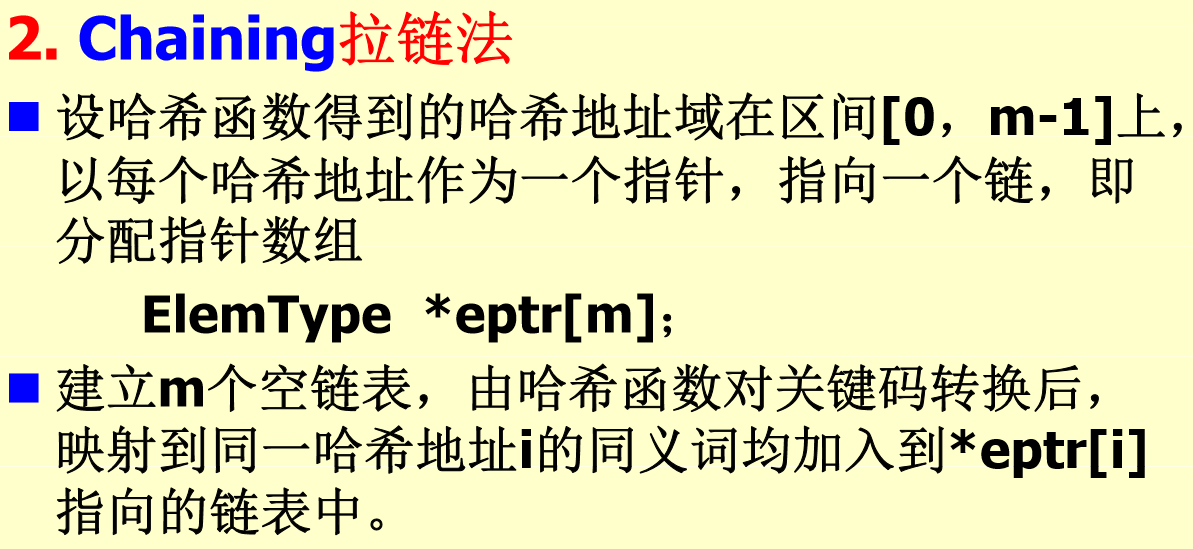 2. Chaining拉链法
■ 设哈希函数得到的哈希地址域在区间[0，m-1]上，
以每个哈希地址作为一个指针，指向一个链，即
分配指针数组
ElemType *eptr[m]；
■ 建立m个空链表，由哈希函数对关键码转换后，
映射到同一哈希地址i的同义词均加入到*eptr[i]
指向的链表中。